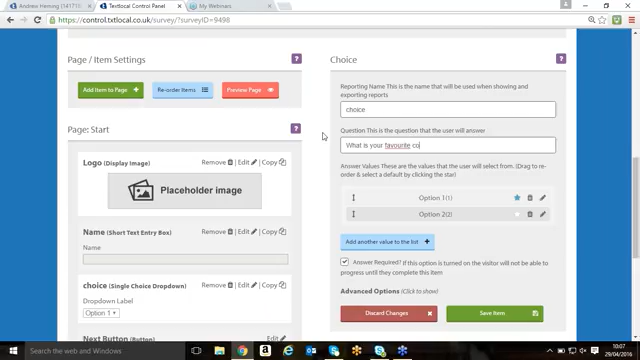 Andrew Heming
Textlocal Control Panel
My Webinars
https://control.txtlocal.co.uk/survey/?surveyID=9498
Page / Item Settings
Add Item to Page
Re-order Items
Preview Page
Page: Start
Logo (Display Image)
Remove | Edit Copy
Placeholder image
Name (Short Text Entry Box)
Remove | Edit Copy
Name
choice (Single Choice Dropdown)
Remove | Edit Copy
Dropdown Label
Option 1
Next Button (Button)
Edit
Choice
Reporting Name This is the name that will be used when showing and
exporting reports
choice
Question This is the question that the user will answer
What is your favourite co
Answer Values These are the values that the user will select from. (Drag to re-
order & select a default by clicking the star)
Option 1(1)
Option 2(2)
Add another value to the list
Answer Required? If this option is turned on the visitor will not be able to
progress until they complete this item
Advanced Options (Click to show)
Discard Changes
Save Item
10:07
29/04/2016